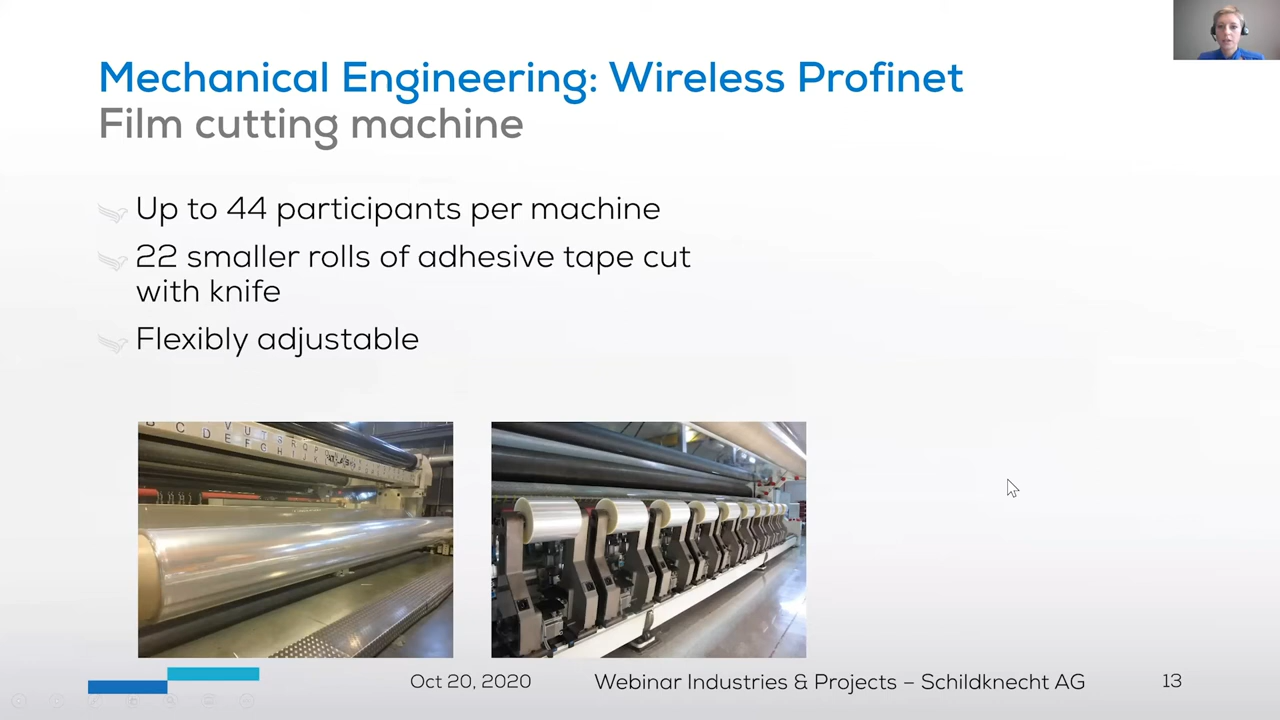 Mechanical Engineering: Wireless Profinet
Film cutting machine
Up to 44 participants per machine
22 smaller rolls of adhesive tape cut
with knife
Flexibly adjustable
Oct 20, 2020
Webinar Industries & Projects – Schildknecht AG
13